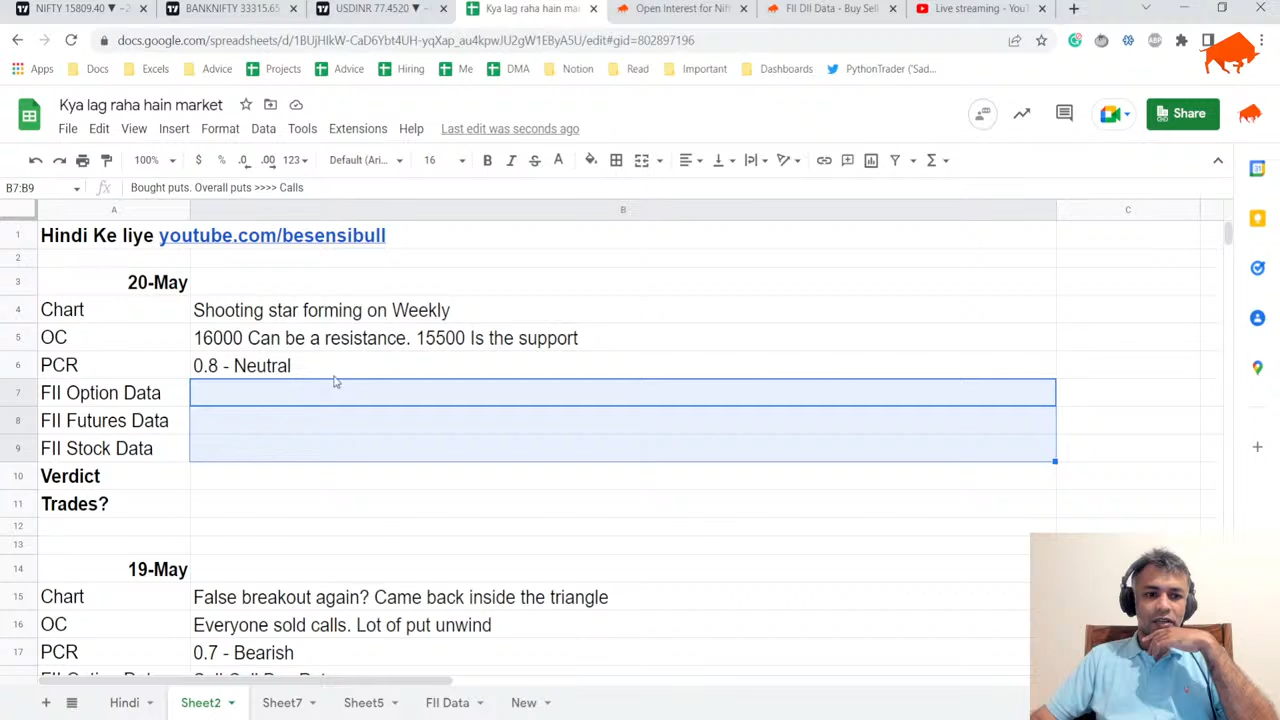 NIFTY 15809.40 ▼
BANKNIFTY 33315.65
USDINR 77.4520 ▼
Kya lag raha hain mar
Open Interest for Nift
FII DII Data - Buy Sell
Live streaming - YouT
docs.google.com/spreadsheets/d/1BUjHlkW-CaD6Ybt4UH-yqXap_au4kpwJU2gW1EByA5U/edit#gid=802897196
Apps Docs Excels Advice Projects Advice Hiring Me JMA Notion Read Important Dashboards PythonTrader ('Sad...
Kya lag raha hain market
File Edit View Insert Format Data Tools Extensions Help Last edit was seconds ago
Share
100% $ % .0 .00 123 Default (Ari... 16 B I S A
B7:B9 fx Bought puts. Overall puts >>>> Calls
A B C
1 Hindi Ke liye youtube.com/besensibull
2
3 20-May
4 Chart Shooting star forming on Weekly
5 OC 16000 Can be a resistance. 15500 Is the support
6 PCR 0.8 - Neutral
7 FII Option Data
8 FII Futures Data
9 FII Stock Data
10 Verdict
11 Trades?
12
13
14 19-May
15 Chart False breakout again? Came back inside the triangle
16 OC Everyone sold calls. Lot of put unwind
17 PCR 0.7 - Bearish
Hindi Sheet2 Sheet7 Sheet5 FII Data New